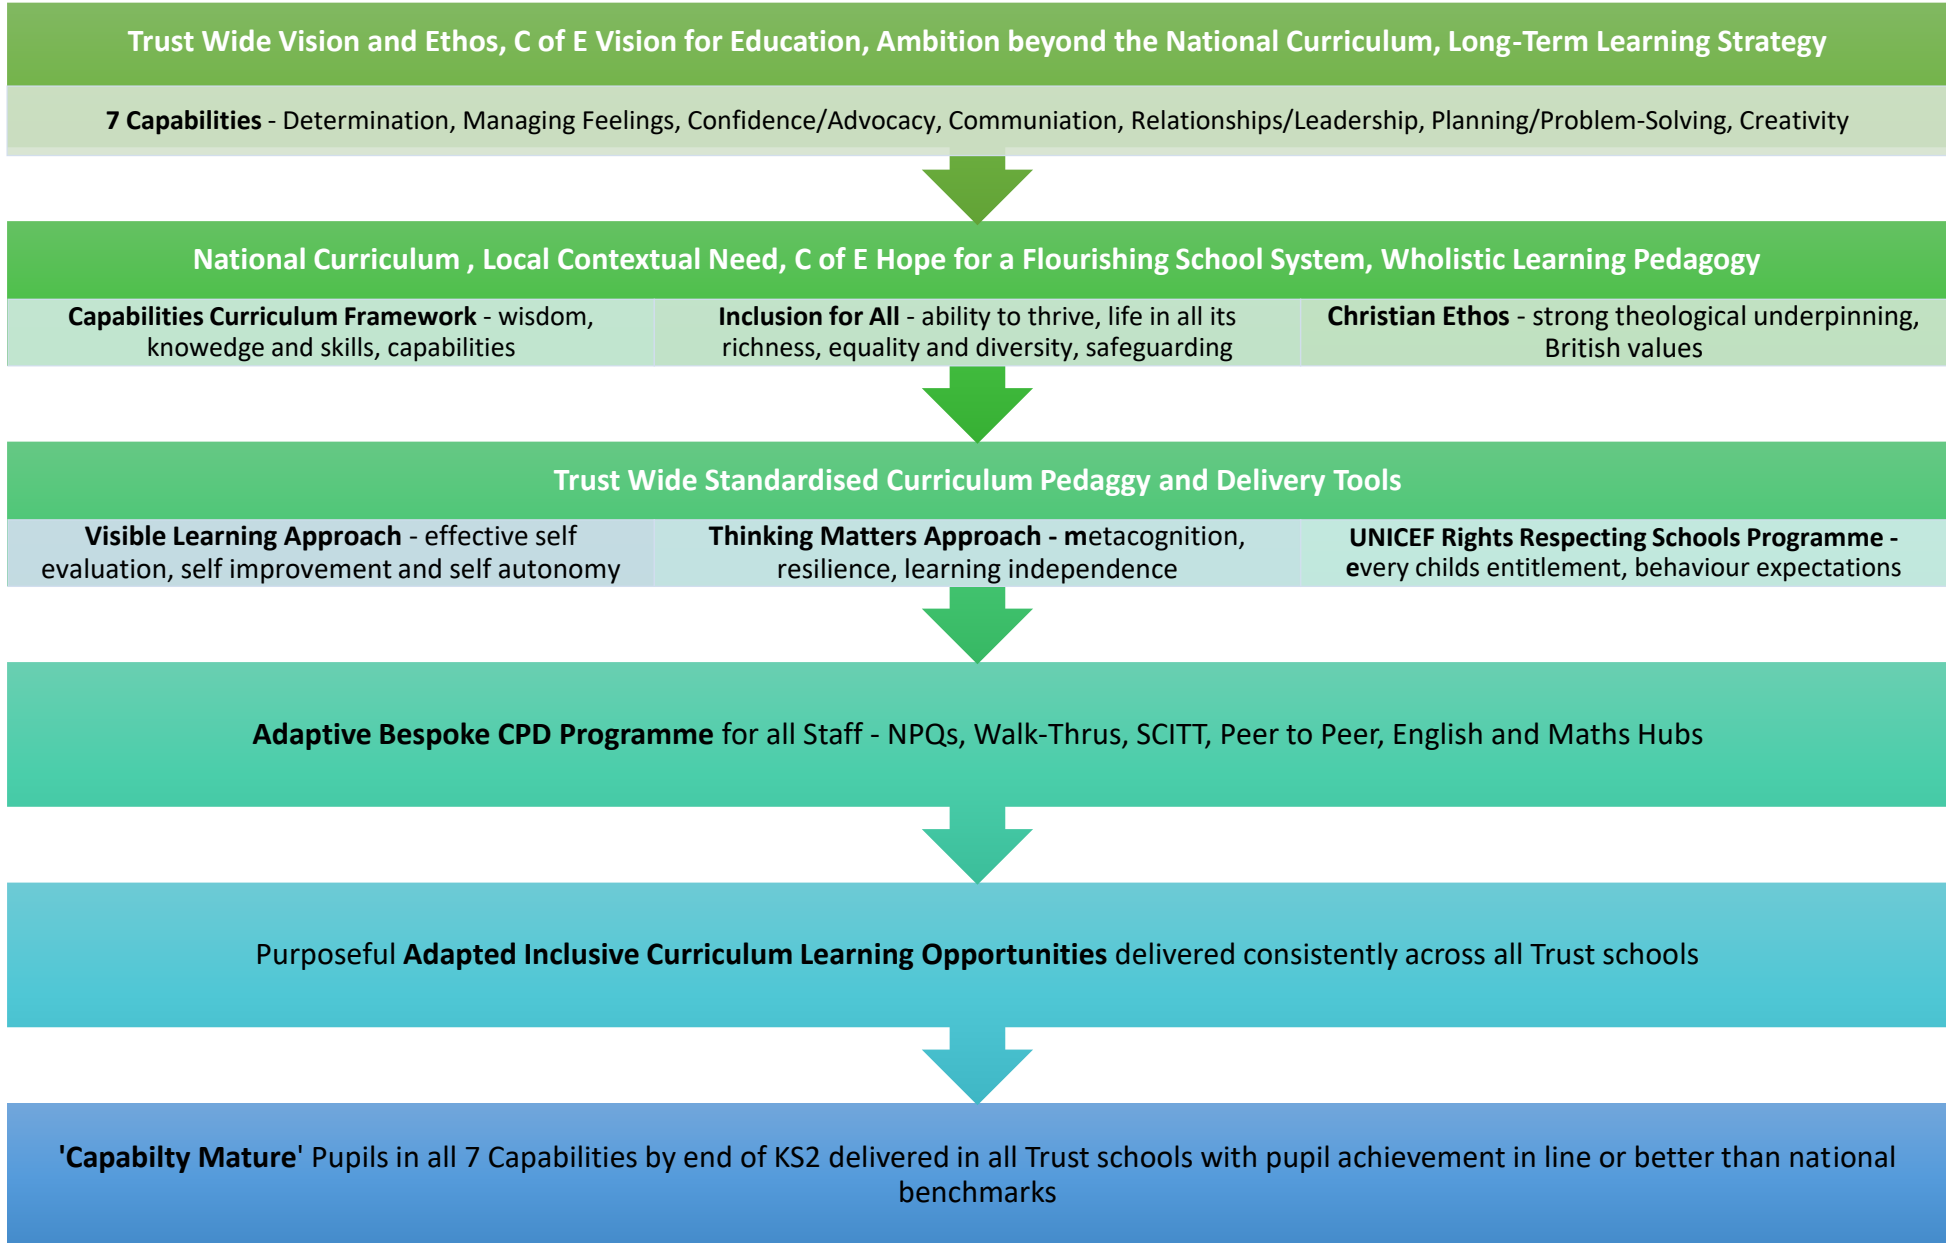 Trust Wide Vision and Ethos, C of E Vision for Education, Ambition beyond the National Curriculum, Long-Term Learning Strategy
7 Capabilities - Determination, Managing Feelings, Confidence/Advocacy, Communiation, Relationships/Leadership, Planning/Problem-Solving, Creativity
National Curriculum , Local Contextual Need, C of E Hope for a Flourishing School System, Wholistic Learning Pedagogy
Capabilities Curriculum Framework - wisdom,
knowedge and skills, capabilities
Inclusion for All - ability to thrive, life in all its
richness, equality and diversity, safeguarding
Christian Ethos - strong theological underpinning,
British values
Trust Wide Standardised Curriculum Pedaggy and Delivery Tools
Visible Learning Approach - effective self
evaluation, self improvement and self autonomy
Thinking Matters Approach - metacognition,
resilience, learning independence
UNICEF Rights Respecting Schools Programme -
every childs entitlement, behaviour expectations
Adaptive Bespoke CPD Programme for all Staff - NPQs, Walk-Thrus, SCITT, Peer to Peer, English and Maths Hubs
Purposeful Adapted Inclusive Curriculum Learning Opportunities delivered consistently across all Trust schools
'Capabilty Mature' Pupils in all 7 Capabilities by end of KS2 delivered in all Trust schools with pupil achievement in line or better than national
benchmarks